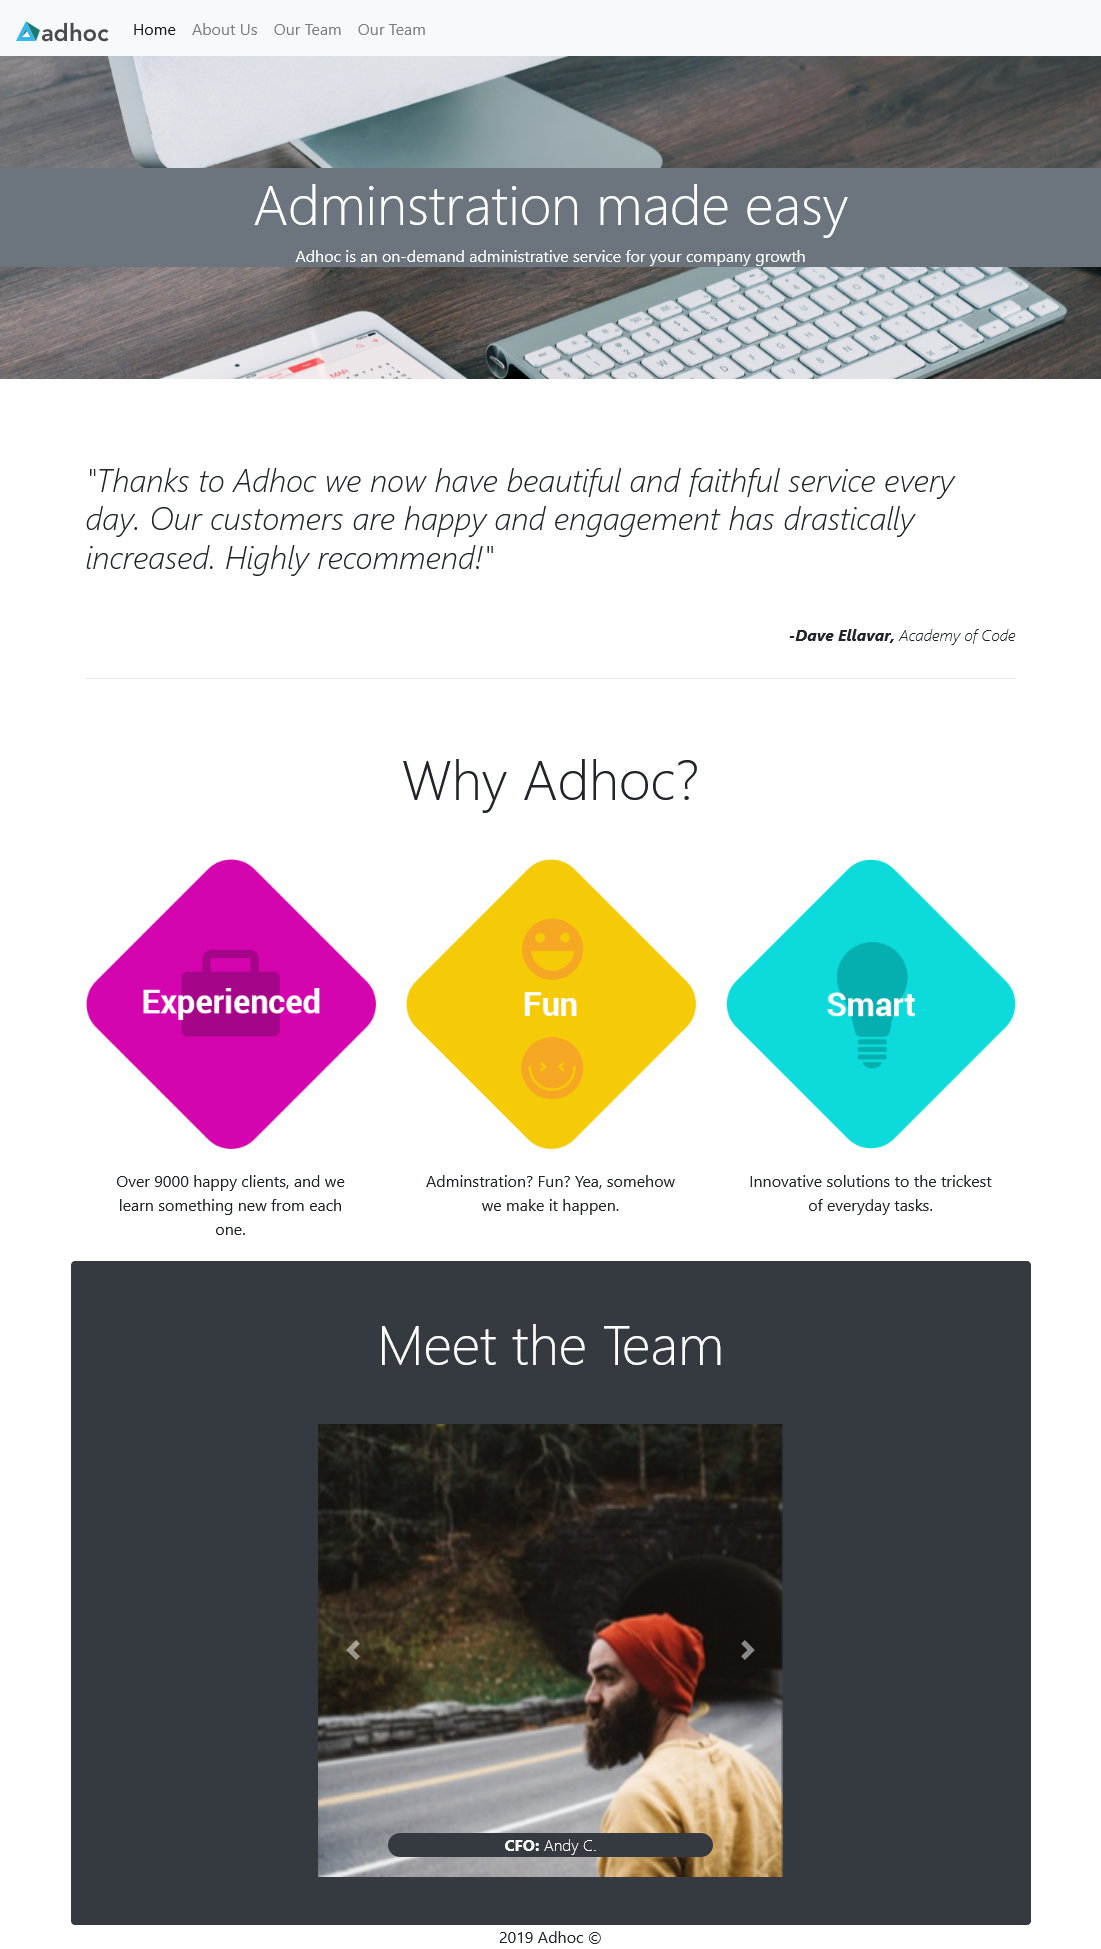 adhoc Home About Us Our Team Our Team
Adminstration made easy
Adhoc is an on-demand administrative service for your company growth
MAR
"Thanks to Adhoc we now have beautiful and faithful service every
day. Our customers are happy and engagement has drastically
increased. Highly recommend!"
-Dave Ellavar, Academy of Code
Why Adhoc?
Experienced
Fun
Smart
Over 9000 happy clients, and we
learn something new from each
one.
Adminstration? Fun? Yea, somehow
we make it happen.
Innovative solutions to the trickest
of everyday tasks.
Meet the Team
CFO: Andy C.
2019 Adhoc ©